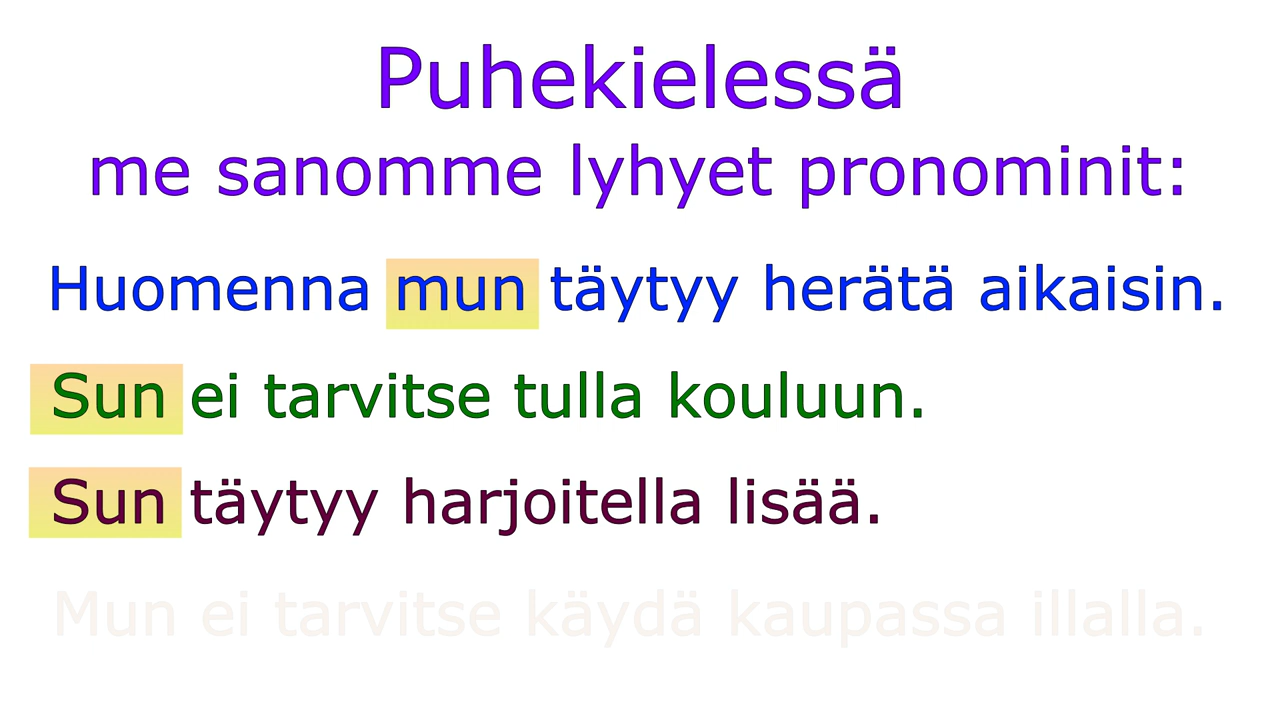 Puhekielessä
me sanomme lyhyet pronominit:
Huomenna mun täytyy herätä aikaisin.
Sun ei tarvitse tulla kouluun.
Sun täytyy harjoitella lisää.
Mun ei tarvitse käydä kaupassa illalla.